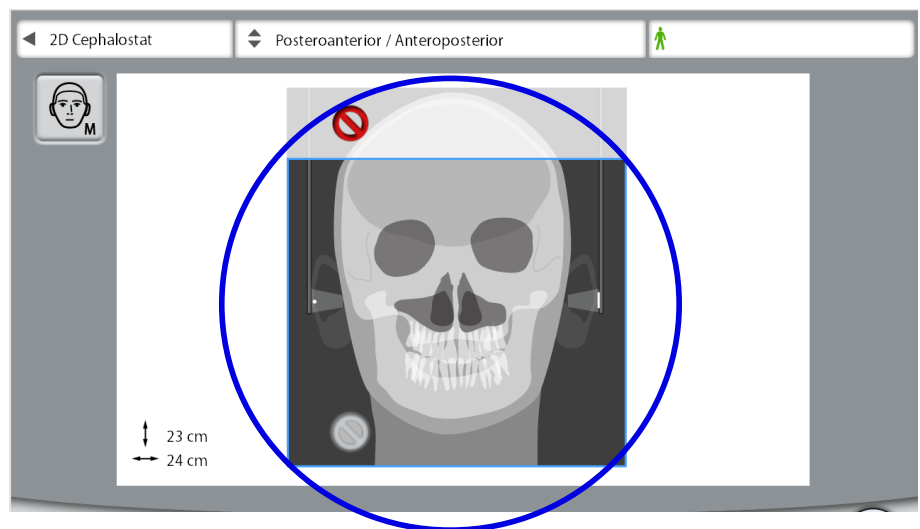 2D Cephalostat
Posteroanterior / Anteroposterior
M
23 cm
24 cm